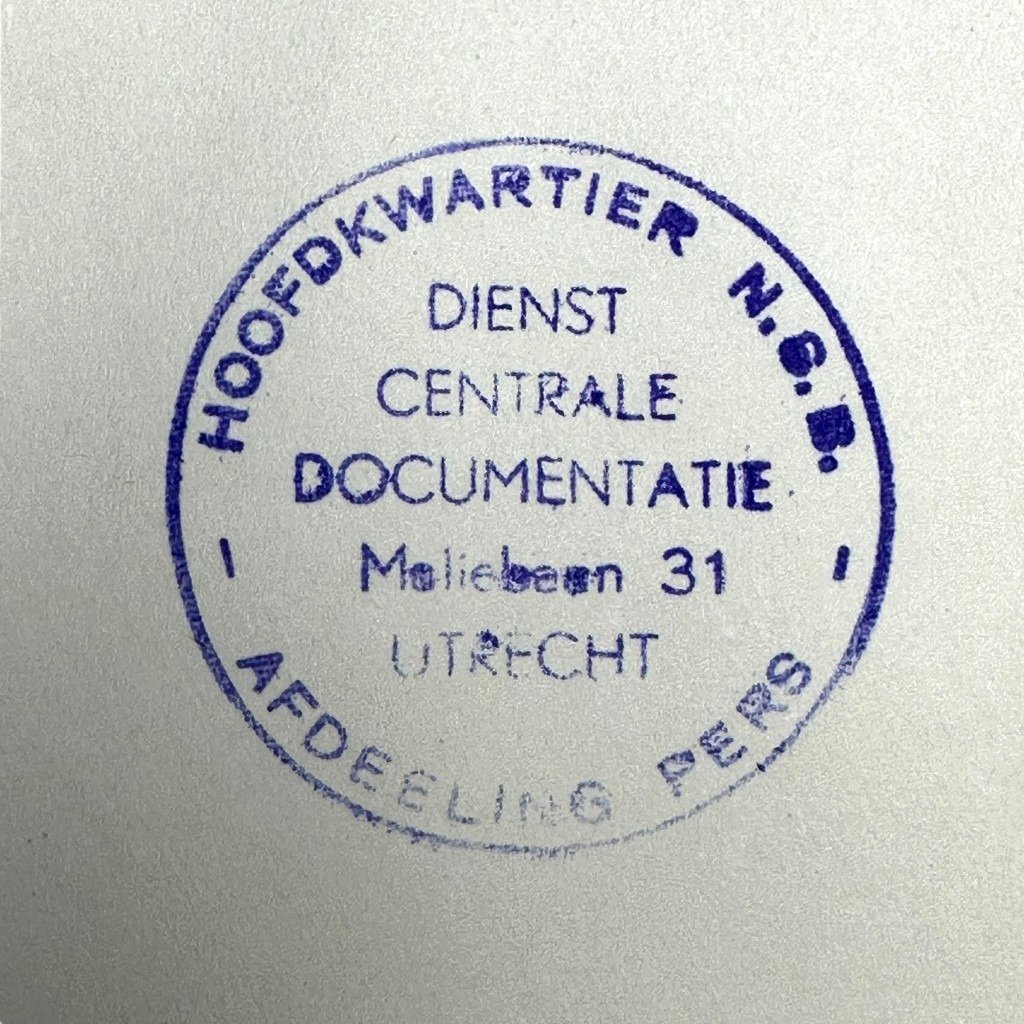 HOOFDKWARTIER N.S.B.
DIENST
CENTRALE
DOCUMENTATIE
Maliebaan 31
UTRECHT
AFDEELING PERS